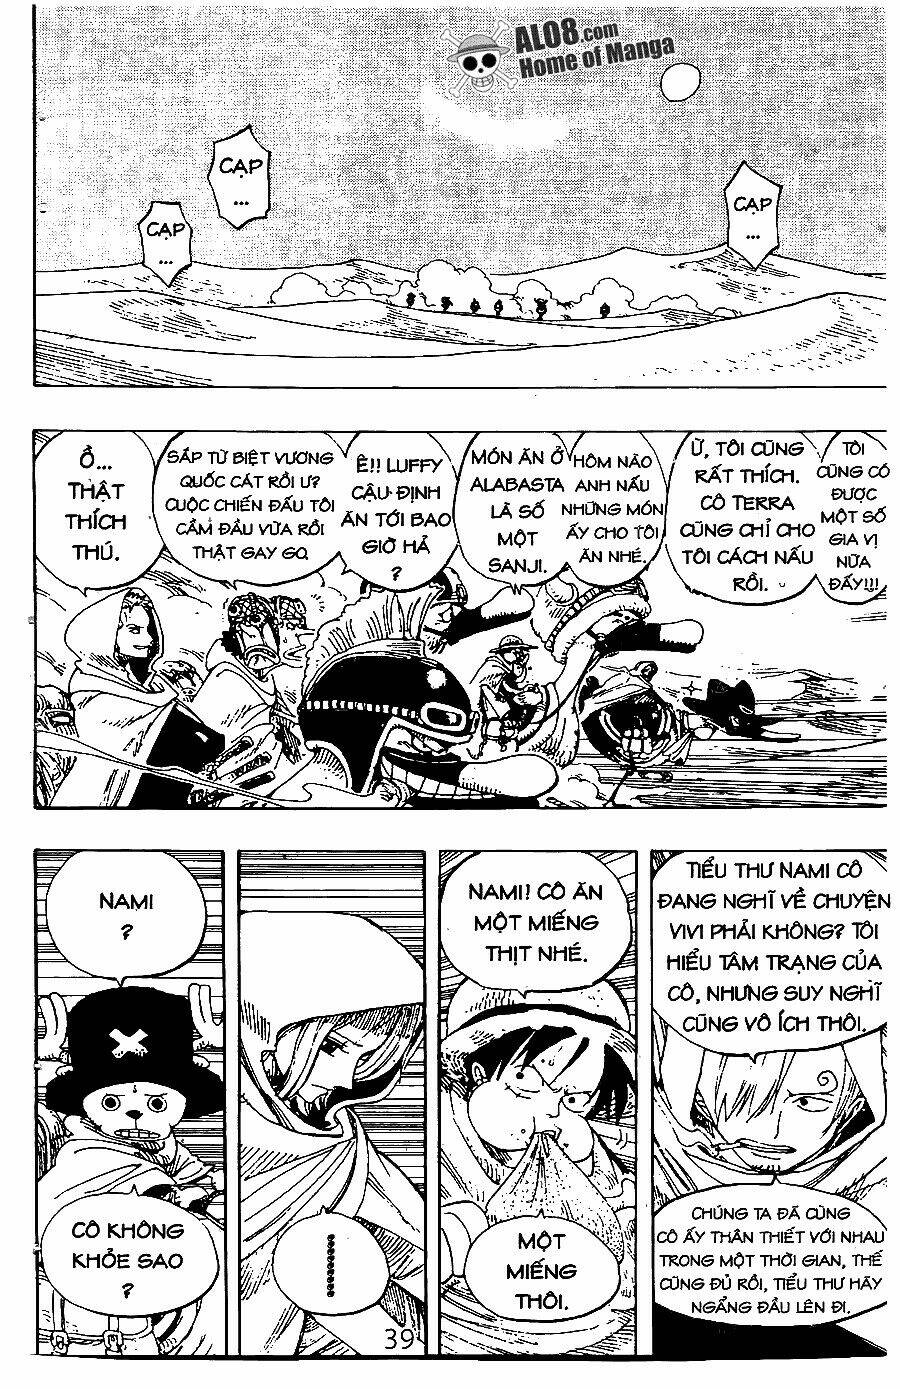 AL08.com
Home of Manga
CẠP
...
CẠP
...
CẠP
...
Ồ...
THẬT
THÍCH
THÚ.
SẮP TỪ BIỆT VƯƠNG
QUỐC CÁT RỒI Ư?
CUỘC CHIẾN ĐẤU TÔI
CẦM ĐẦU VỪA RỒI
THẬT GAY GO.
Ê!! LUFFY
CẬU ĐỊNH
ĂN TỚI BAO
GIỜ HẢ
?
MÓN ĂN Ở
ALABASTA
LÀ SỐ
MỘT
SANJI.
HÔM NÀO
ANH NẤU
NHỮNG MÓN
ẤY CHO TÔI
ĂN NHÉ.
Ừ, TÔI CŨNG
RẤT THÍCH.
CÔ TERRA
CŨNG CHỈ CHO
TÔI CÁCH NẤU
RỒI.
TÔI
CŨNG CÓ
ĐƯỢC
MỘT SỐ
GIA VỊ
NỮA
ĐẤY!!!
NAMI
?
CÔ KHÔNG
KHỎE SAO
?
..........
NAMI! CÔ ĂN
MỘT MIẾNG
THỊT NHÉ.
MỘT
MIẾNG
THÔI.
TIỂU THƯ NAMI CÔ
ĐANG NGHĨ VỀ CHUYỆN
VIVI PHẢI KHÔNG? TÔI
HIỂU TÂM TRẠNG CỦA
CÔ, NHƯNG SUY NGHĨ
CŨNG VÔ ÍCH THÔI.
CHÚNG TA ĐÃ CÙNG
CÔ ẤY THÂN THIẾT VỚI NHAU
TRONG MỘT THỜI GIAN, THẾ
CŨNG ĐỦ RỒI, TIỂU THƯ HÃY
NGẨNG ĐẦU LÊN ĐI.
39